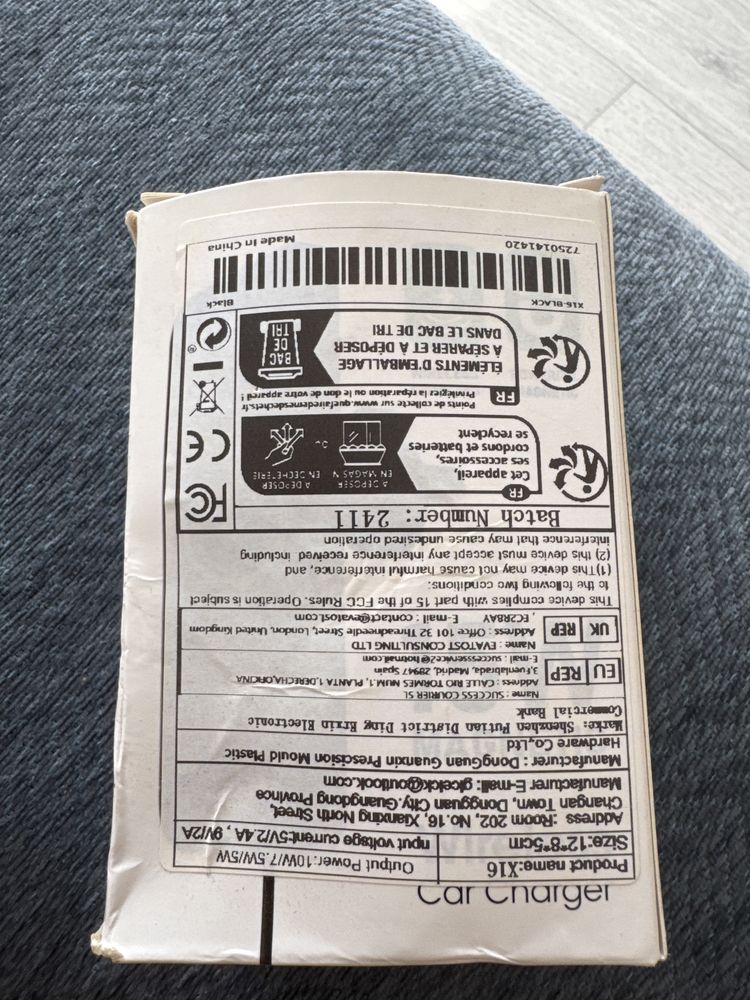 Car Charger
Product name:X16
Output Power:10W/7.5W/5W
Size:12*8*5cm
nput voltage current:5V/2.4A , 9V/2A
Address :Room 202, No.16, Xianxing North Street,
Changan Town, Dongguan City.Guangdong Province
Manufacturer E-mail: glcelck@outlook.com
Manufacturer : DongGuan Guanxin Prescision Mould Plastic
Hardware Co.,Ltd
Marke: Shenzhen Futian District Ding Erxin Electronic
Commercial Bank
EU REP
Name : SUCCESS COURIER SL
Address : CALLE RIO TORMES NUM.1, PLANTA 1,DERECHA,OFICINA
3,Fuenlabrada, Madrid, 28947 Spain
E-mail : successservice2@hotmail.com
UK REP
Name : EVATOST CONSULTING LTD
Address : Office 101 32 Threadneedle Street, London, United Kingdom
, EC2R8AY E-mail : contact@evatost.com
This device complies with part 15 of the FCC Rules. Operation is subject
to the following two conditions:
(1) This device may not cause harmful interference, and
(2) this device must accept any interference received including
interference that may cause undesired operation
Batch Number: 2411
FC
FR
Cet appareil,
ses accessoires,
cordons et batteries
se recyclent
À DÉPOSER
EN MAGASIN
OU
À DÉPOSER
EN DÉCHÈTERIE
CE
Points de collecte sur www.quefairedemesdechets.fr
Privilégiez la réparation ou le don de votre appareil !
FR
ÉLÉMENTS D'EMBALLAGE
À SÉPARER ET À DÉPOSER
DANS LE BAC DE TRI
BAC
DE
TRI
X16-BLACK
Black
7250141420
Made In China